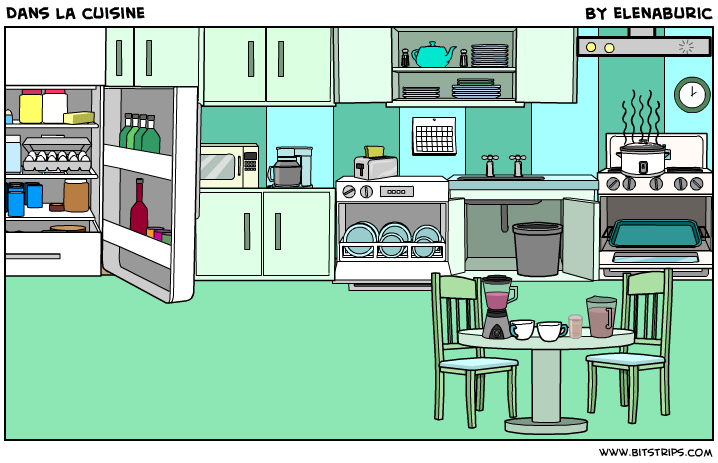 DANS LA CUISINE
BY ELENABURIC
WWW.BITSTRIPS.COM